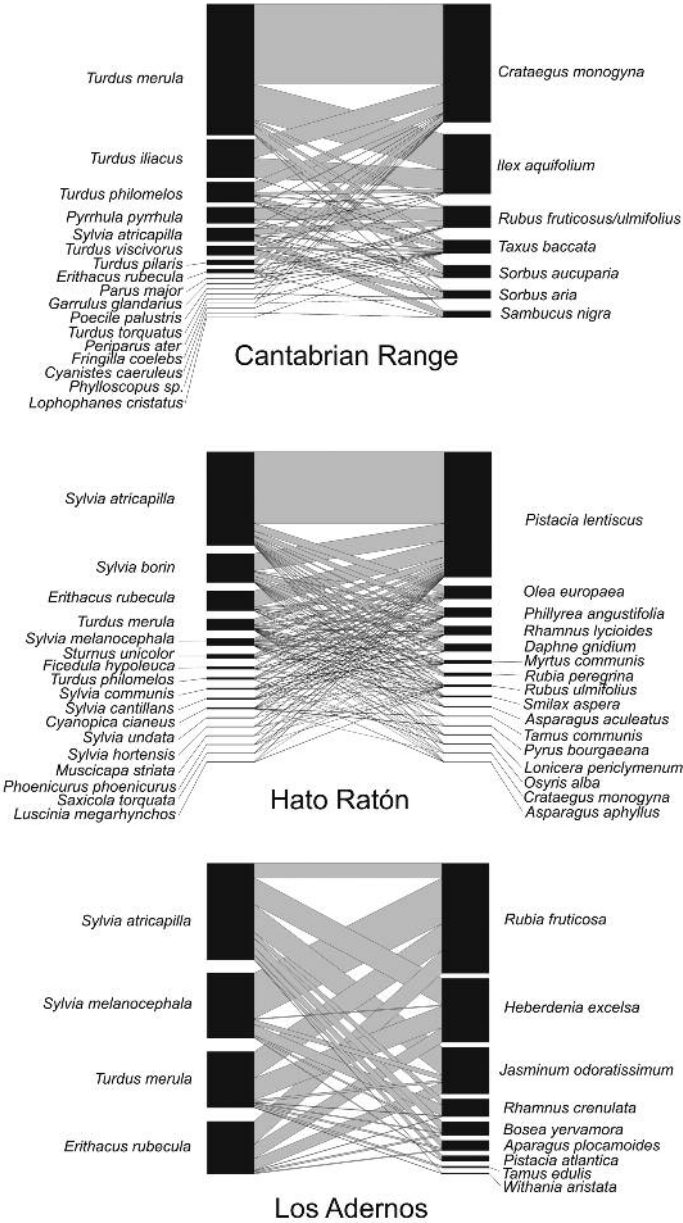 Turdus merula
Turdus iliacus
Turdus philomelos
Pyrrhula pyrrhula
Sylvia atricapilla
Turdus viscivorus
Turdus pilaris
Erithacus rubecula
Parus major
Garrulus glandarius
Poecile palustris
Turdus torquatus
Periparus ater
Fringilla coelebs
Cyanistes caeruleus
Phylloscopus sp.
Lophophanes cristatus
Crataegus monogyna
Ilex aquifolium
Rubus fruticosus/ulmifolius
Taxus baccata
Sorbus aucuparia
Sorbus aria
Sambucus nigra
Cantabrian Range
Sylvia atricapilla
Sylvia borin
Erithacus rubecula
Turdus merula
Sylvia melanocephala
Sturnus unicolor
Ficedula hypoleuca
Turdus philomelos
Sylvia communis
Sylvia cantillans
Cyanopica cianeus
Sylvia undata
Sylvia hortensis
Muscicapa striata
Phoenicurus phoenicurus
Saxicola torquata
Luscinia megarhynchos
Pistacia lentiscus
Olea europaea
Phillyrea angustifolia
Rhamnus lycioides
Daphne gnidium
Myrtus communis
Rubia peregrina
Rubus ulmifolius
Smilax aspera
Asparagus aculeatus
Tamus communis
Pyrus bourgaeana
Lonicera periclymenum
Osyris alba
Crataegus monogyna
Asparagus aphyllus
Hato Ratón
Sylvia atricapilla
Sylvia melanocephala
Turdus merula
Erithacus rubecula
Rubia fruticosa
Heberdenia excelsa
Jasminum odoratissimum
Rhamnus crenulata
Bosea yervamora
Aparagus plocamoides
Pistacia atlantica
Tamus edulis
Withania aristata
Los Adernos